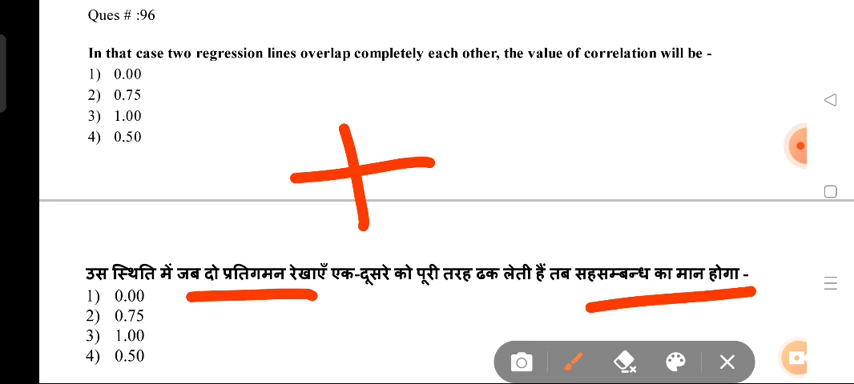 Ques # :96
In that case two regression lines overlap completely each other, the value of correlation will be -
1) 0.00
2) 0.75
3) 1.00
4) 0.50
उस स्थिति में जब दो प्रतिगमन रेखाएँ एक-दूसरे को पूरी तरह ढक लेती हैं तब सहसम्बन्ध का मान होगा -
1) 0.00
2) 0.75
3) 1.00
4) 0.50